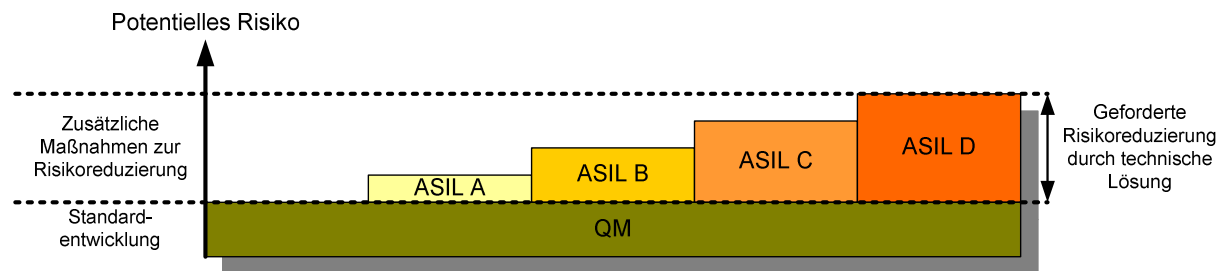 Potentielles Risiko
Zusätzliche
Maßnahmen zur
Risikoreduzierung
Standard-
entwicklung
ASIL A
ASIL B
ASIL C
ASIL D
QM
Geforderte
Risikoreduzierung
durch technische
Lösung